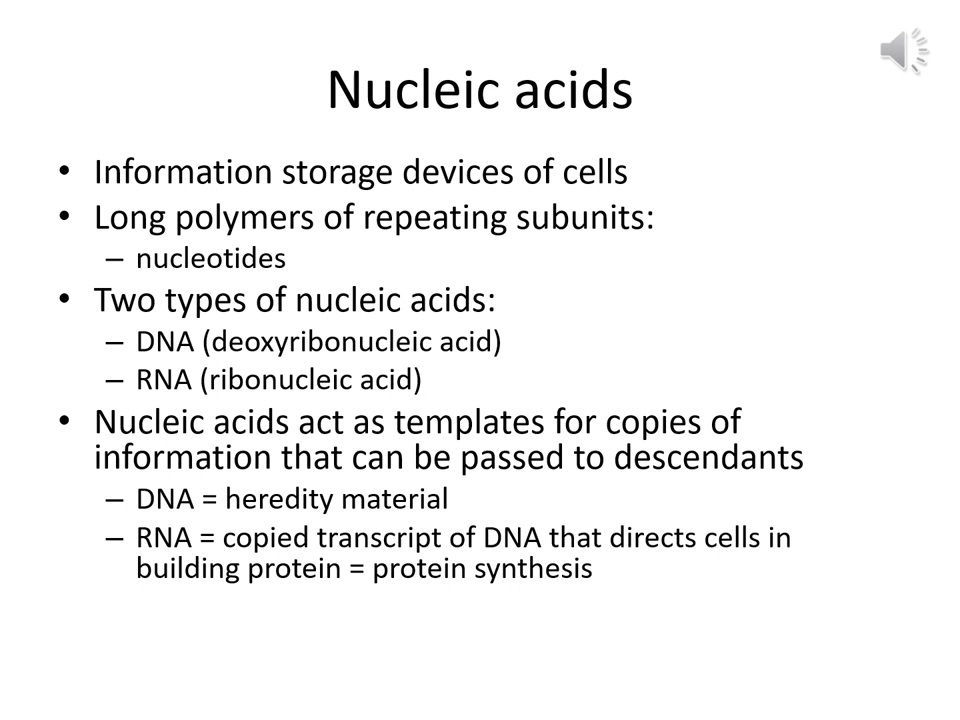 Nucleic acids
• Information storage devices of cells
• Long polymers of repeating subunits:
– nucleotides
• Two types of nucleic acids:
– DNA (deoxyribonucleic acid)
– RNA (ribonucleic acid)
• Nucleic acids act as templates for copies of
information that can be passed to descendants
– DNA = heredity material
– RNA = copied transcript of DNA that directs cells in
building protein = protein synthesis